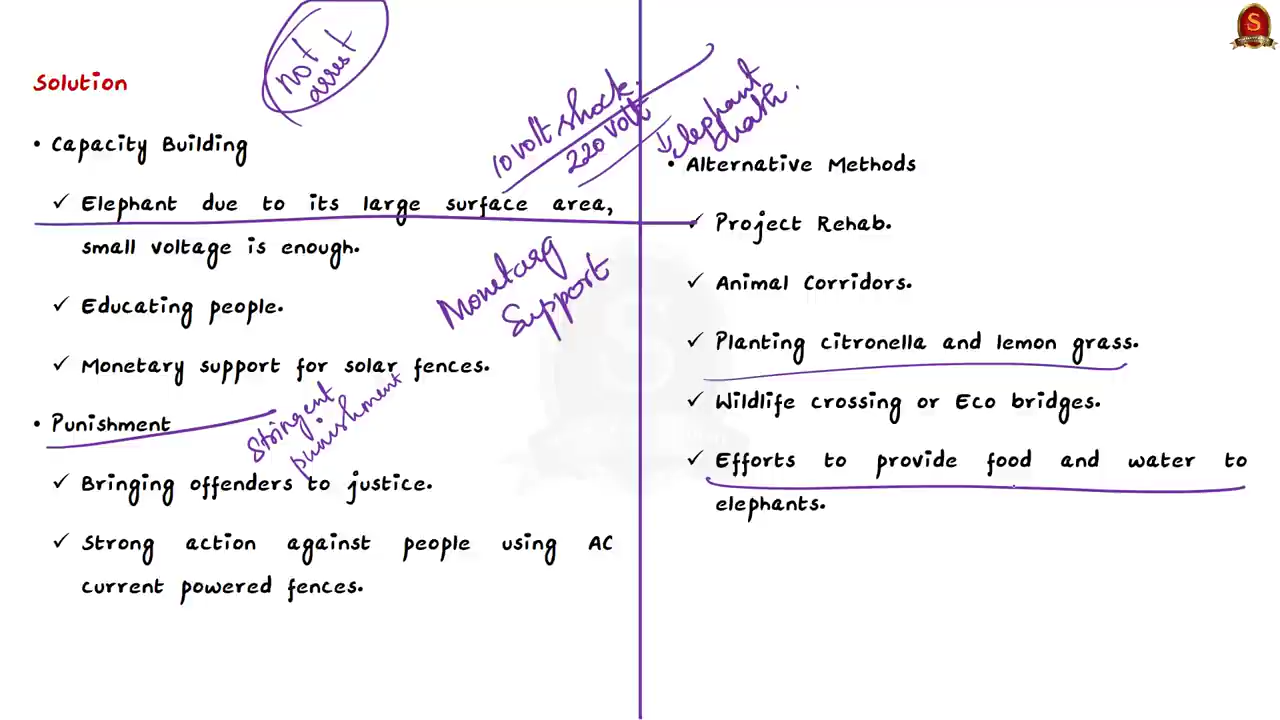 not
arrest
Solution
• Capacity Building
✓ Elephant due to its large surface area,
small voltage is enough.
✓ Educating people.
✓ Monetary support for solar fences.
• Punishment
✓ Bringing offenders to justice.
✓ Strong action against people using AC
current powered fences.
10 volt shock.
220 volt
Monetary
Support
Stringent
punishment
↓ elephant
death.
• Alternative Methods
✓ Project Rehab.
✓ Animal Corridors.
✓ Planting citronella and lemon grass.
✓ Wildlife crossing or Eco bridges.
✓ Efforts to provide food and water to
elephants.
S